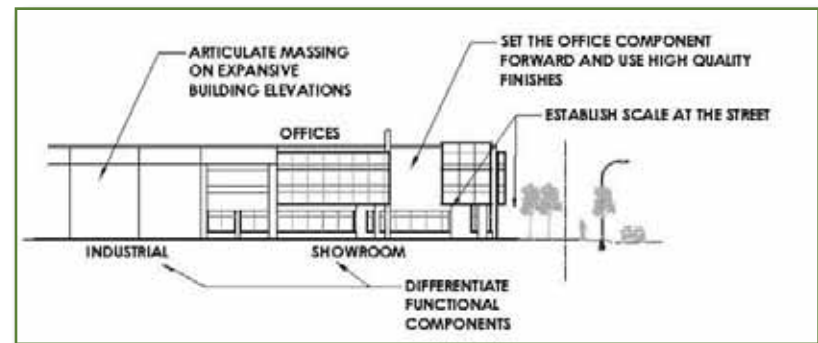 ARTICULATE MASSING
ON EXPANSIVE
BUILDING ELEVATIONS
SET THE OFFICE COMPONENT
FORWARD AND USE HIGH QUALITY
FINISHES
ESTABLISH SCALE AT THE STREET
OFFICES
INDUSTRIAL
SHOWROOM
DIFFERENTIATE
FUNCTIONAL
COMPONENTS